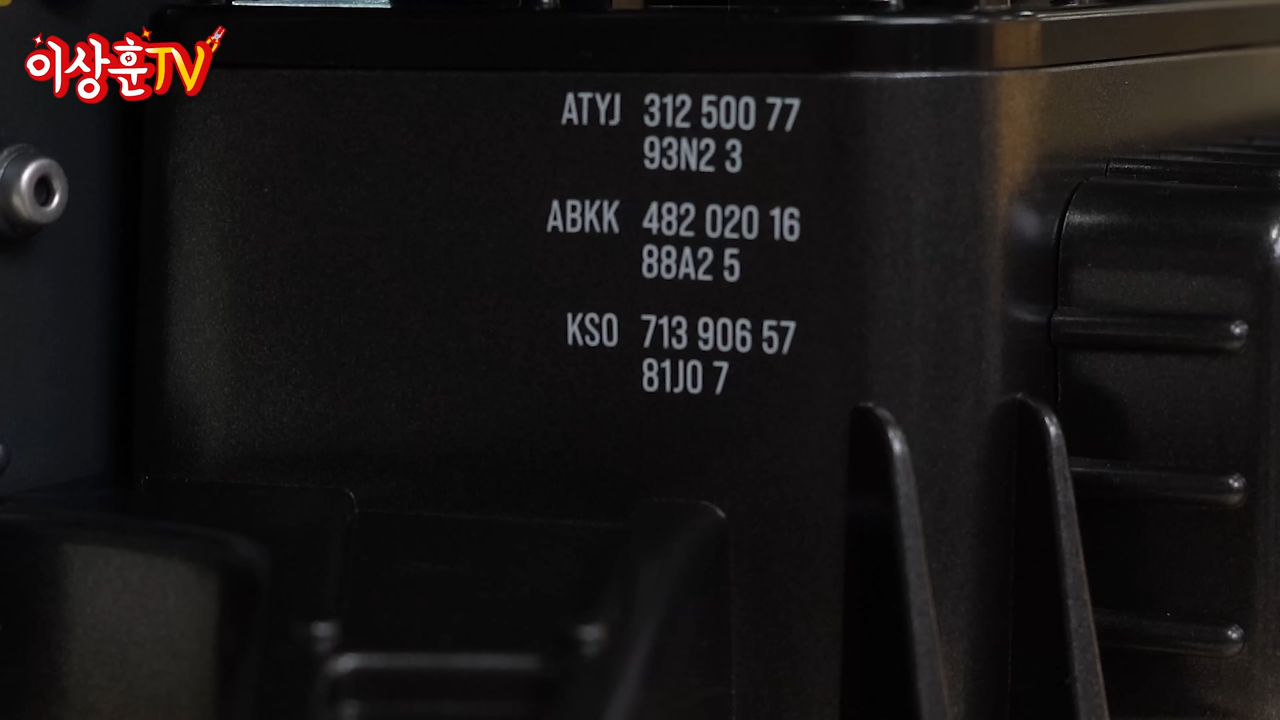 이상훈TV
ATYJ 312 500 77
93N2 3
ABKK 482 020 16
88A2 5
KSO 713 906 57
81J0 7